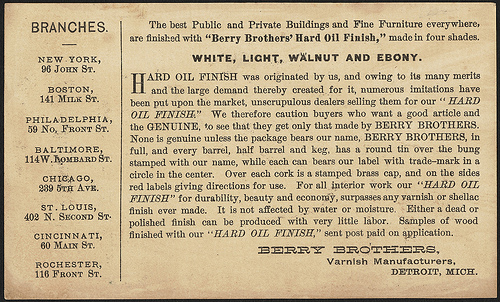 BRANCHES.
NEW YORK,
96 JOHN ST.
BOSTON,
141 MILK ST.
PHILADELPHIA,
59 NO. FRONT ST.
BALTIMORE,
114 W. LOMBARD ST.
CHICAGO,
289 5TH AVE.
ST. LOUIS,
402 N. SECOND ST.
CINCINNATI,
60 MAIN ST.
ROCHESTER,
116 FRONT ST.
The best Public and Private Buildings and Fine Furniture everywhere,
are finished with "Berry Brothers' Hard Oil Finish," made in four shades.
WHITE, LIGHT, WALNUT AND EBONY.
HARD OIL FINISH was originated by us, and owing to its many merits
and the large demand thereby created for it, numerous imitations have
been put upon the market, unscrupulous dealers selling them for our "HARD
OIL FINISH." We therefore caution buyers who want a good article and
the GENUINE, to see that they get only that made by BERRY BROTHERS.
None is genuine unless the package bears our name, BERRY BROTHERS, in
full, and every barrel, half barrel and keg, has a round tin over the bung
stamped with our name, while each can bears our label with trade-mark in a
circle in the center. Over each cork is a stamped brass cap, and on the sides
red labels giving directions for use. For all interior work our "HARD OIL
FINISH" for durability, beauty and economy, surpasses any varnish or shellac
finish ever made. It is not affected by water or moisture. Either a dead or
polished finish can be produced with very little labor. Samples of wood
finished with our "HARD OIL FINISH," sent post paid on application.
BERRY BROTHERS,
Varnish Manufacturers,
DETROIT, MICH.